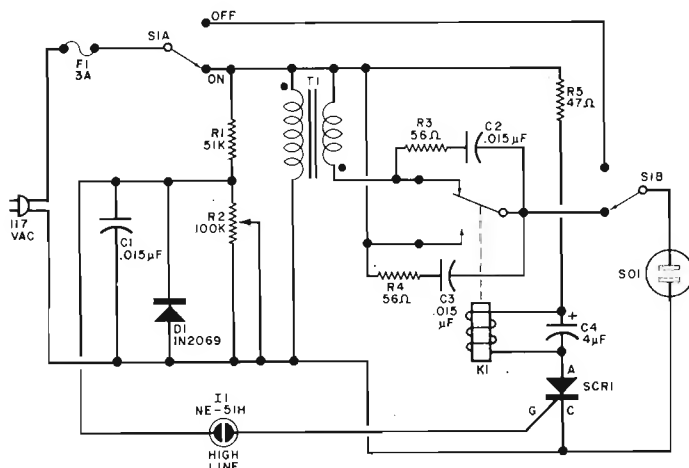 OFF
S1A
F1
3A
ON
T1
R1
51K
R2
100K
117
VAC
C1
.015µF
D1
1N2069
R3
56Ω
C2
.015µF
R5
47Ω
S1B
SO1
R4
56Ω
C3
.015
µF
K1
+
C4
4µF
A
SCR1
G
C
I1
NE-51H
HIGH
LINE